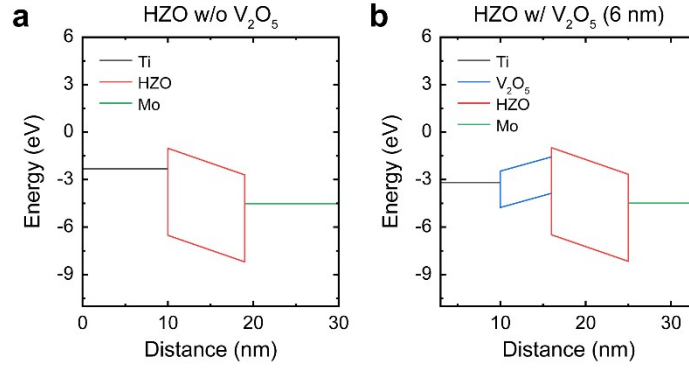 a
HZO w/o V₂O₅
6
3
0
-3
-6
-9
Energy (eV)
Ti
HZO
Mo
0
10
20
30
Distance (nm)
b
HZO w/ V₂O₅ (6 nm)
6
3
0
-3
-6
-9
Energy (eV)
Ti
V₂O₅
HZO
Mo
10
20
30
Distance (nm)